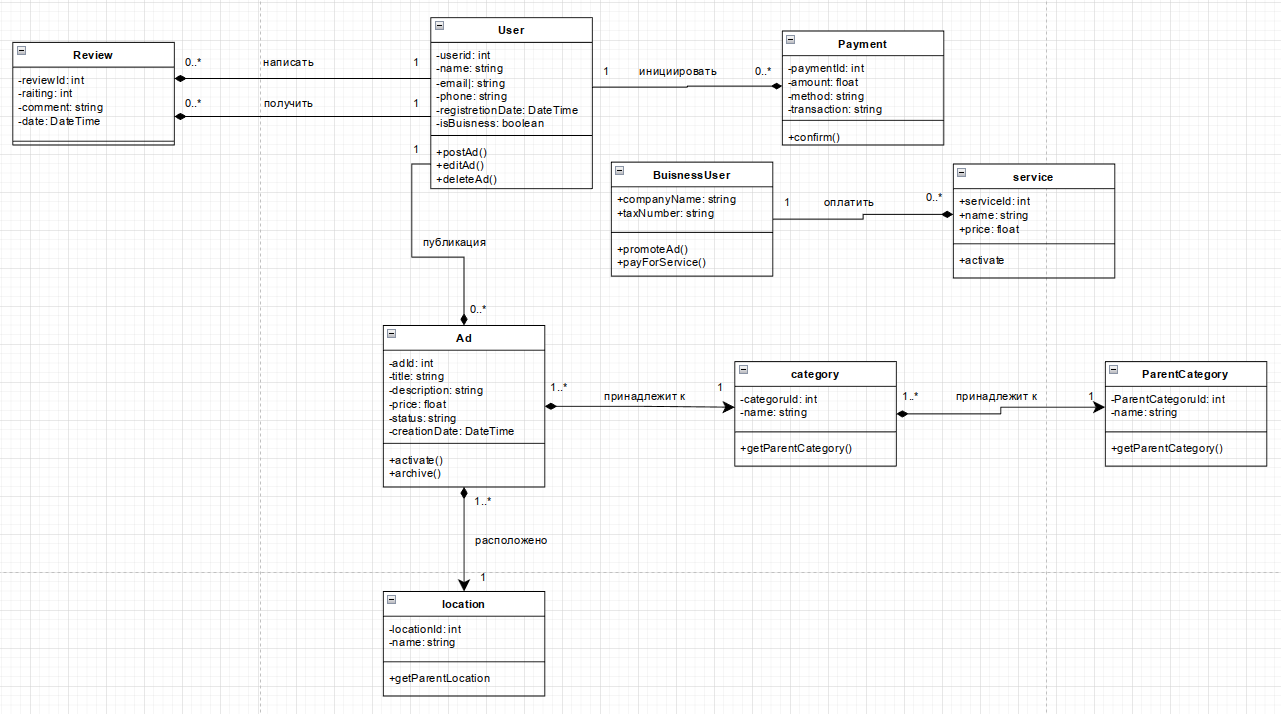 Review
-reviewId: int
-raiting: int
-comment: string
-date: DateTime
0..*
написать
1
0..*
получить
1
User
-userid: int
-name: string
-email|: string
-phone: string
-registretionDate: DateTime
-isBuisness: boolean
+postAd()
+editAd()
+deleteAd()
1
инициировать
0..*
Payment
-paymentId: int
-amount: float
-method: string
-transaction: string
+confirm()
BuisnessUser
+companyName: string
+taxNumber: string
+promoteAd()
+payForService()
1
оплатить
0..*
service
+serviceId: int
+name: string
+price: float
+activate
1
публикация
0..*
Ad
-adId: int
-title: string
-description: string
-price: float
-status: string
-creationDate: DateTime
+activate()
+archive()
1..*
принадлежит к
1
category
-categoruId: int
-name: string
+getParentCategory()
1..*
принадлежит к
1
ParentCategory
-ParentCategoruId: int
-name: string
+getParentCategory()
1..*
расположено
1
location
-locationId: int
-name: string
+getParentLocation